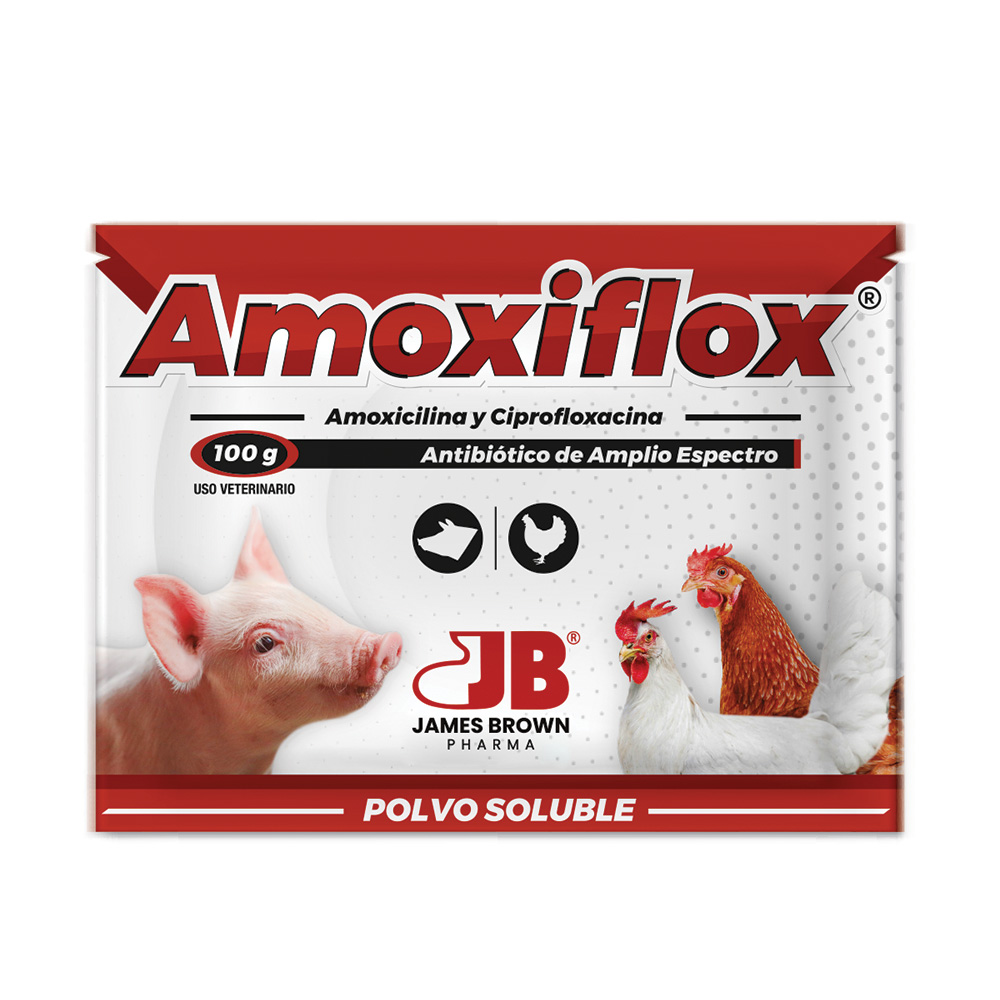 Amoxiflox®
Amoxicilina y Ciprofloxacina
100 g
Antibiótico de Amplio Espectro
USO VETERINARIO
JB®
JAMES BROWN
PHARMA
POLVO SOLUBLE